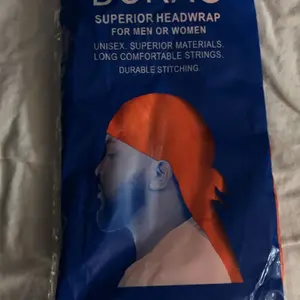 SUPERIOR HEADWRAP
FOR MEN OR WOMEN
UNISEX. SUPERIOR MATERIALS.
LONG COMFORTABLE STRINGS.
DURABLE STITCHING.